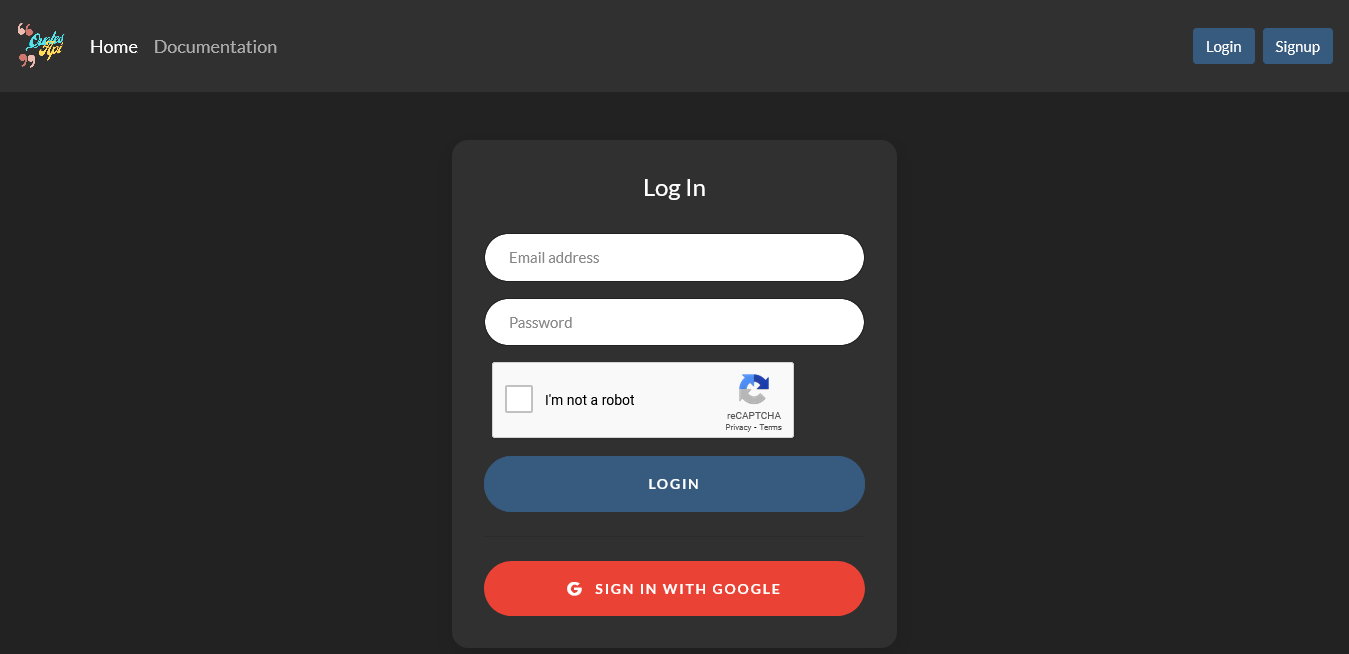 Quotes
Api
Home Documentation Login Signup
Log In
Email address
Password
I'm not a robot
reCAPTCHA
Privacy - Terms
LOGIN
G SIGN IN WITH GOOGLE